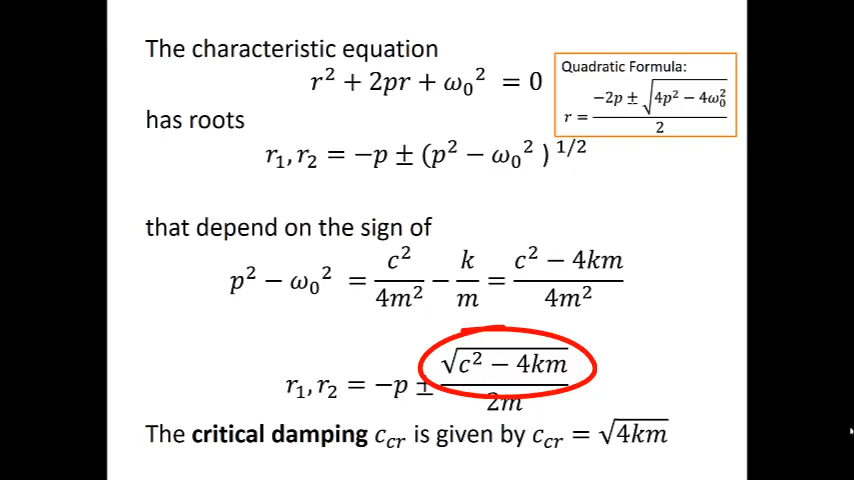 The characteristic equation
r² + 2pr + ω₀² = 0
Quadratic Formula:
r = (−2p ± √(4p² − 4ω₀²)) / 2
has roots
r₁, r₂ = −p ± (p² − ω₀² )^1/2
that depend on the sign of
p² − ω₀² = c²/4m² − k/m = (c² − 4km)/4m²
r₁, r₂ = −p ± √(c² − 4km)/2m
The critical damping c_cr is given by c_cr = √(4km)